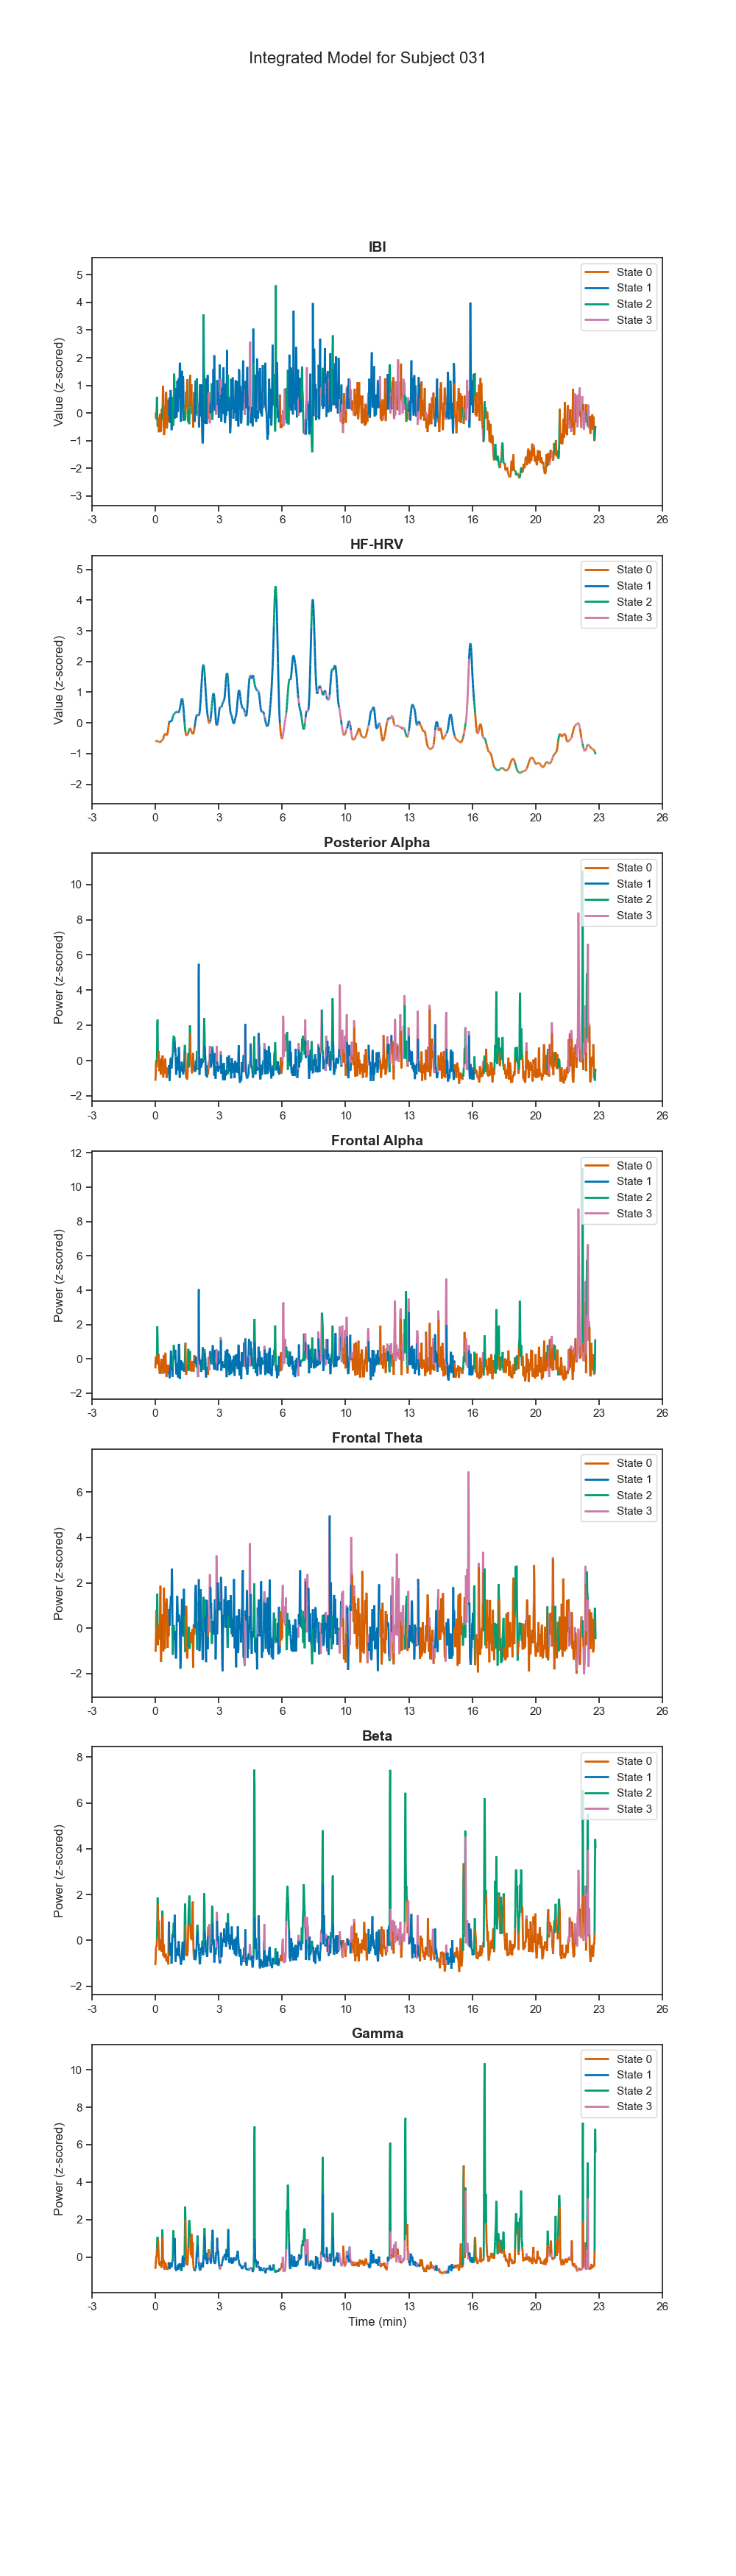 Integrated Model for Subject 031
IBI
Value (z-scored)
5
4
3
2
1
0
−1
−2
−3
State 0
State 1
State 2
State 3
-3 0 3 6 10 13 16 20 23 26
HF-HRV
Value (z-scored)
5
4
3
2
1
0
−1
−2
State 0
State 1
State 2
State 3
-3 0 3 6 10 13 16 20 23 26
Posterior Alpha
Power (z-scored)
10
8
6
4
2
0
−2
State 0
State 1
State 2
State 3
-3 0 3 6 10 13 16 20 23 26
Frontal Alpha
Power (z-scored)
12
10
8
6
4
2
0
−2
State 0
State 1
State 2
State 3
-3 0 3 6 10 13 16 20 23 26
Frontal Theta
Power (z-scored)
6
4
2
0
−2
State 0
State 1
State 2
State 3
-3 0 3 6 10 13 16 20 23 26
Beta
Power (z-scored)
8
6
4
2
0
−2
State 0
State 1
State 2
State 3
-3 0 3 6 10 13 16 20 23 26
Gamma
Power (z-scored)
10
8
6
4
2
0
State 0
State 1
State 2
State 3
-3 0 3 6 10 13 16 20 23 26
Time (min)